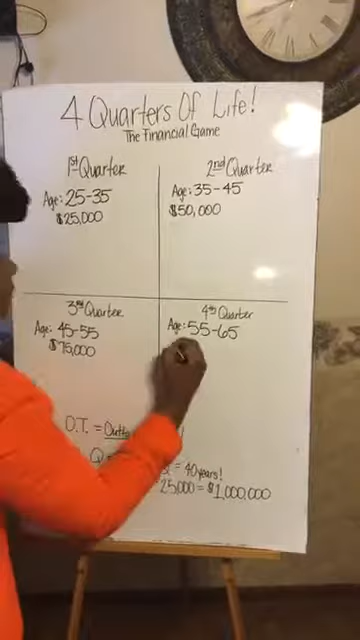 4 Quarters Of Life!
The Financial Game
1st Quarter
Age: 25-35
$25,000
2nd Quarter
Age: 35-45
$50,000
3rd Quarter
Age: 45-55
$75,000
4th Quarter
Age: 55-65
O.T. =
Q
= 40 years!
25,000 = $1,000,000